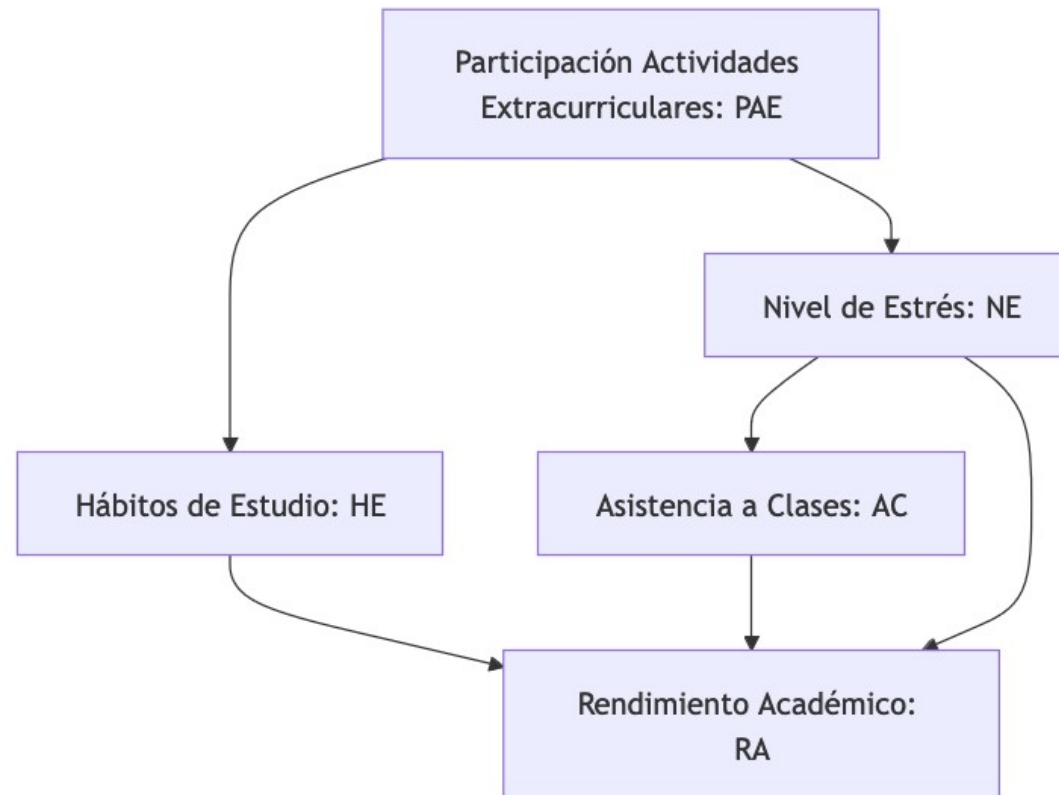 Participación Actividades
Extracurriculares: PAE
Nivel de Estrés: NE
Hábitos de Estudio: HE
Asistencia a Clases: AC
Rendimiento Académico:
RA